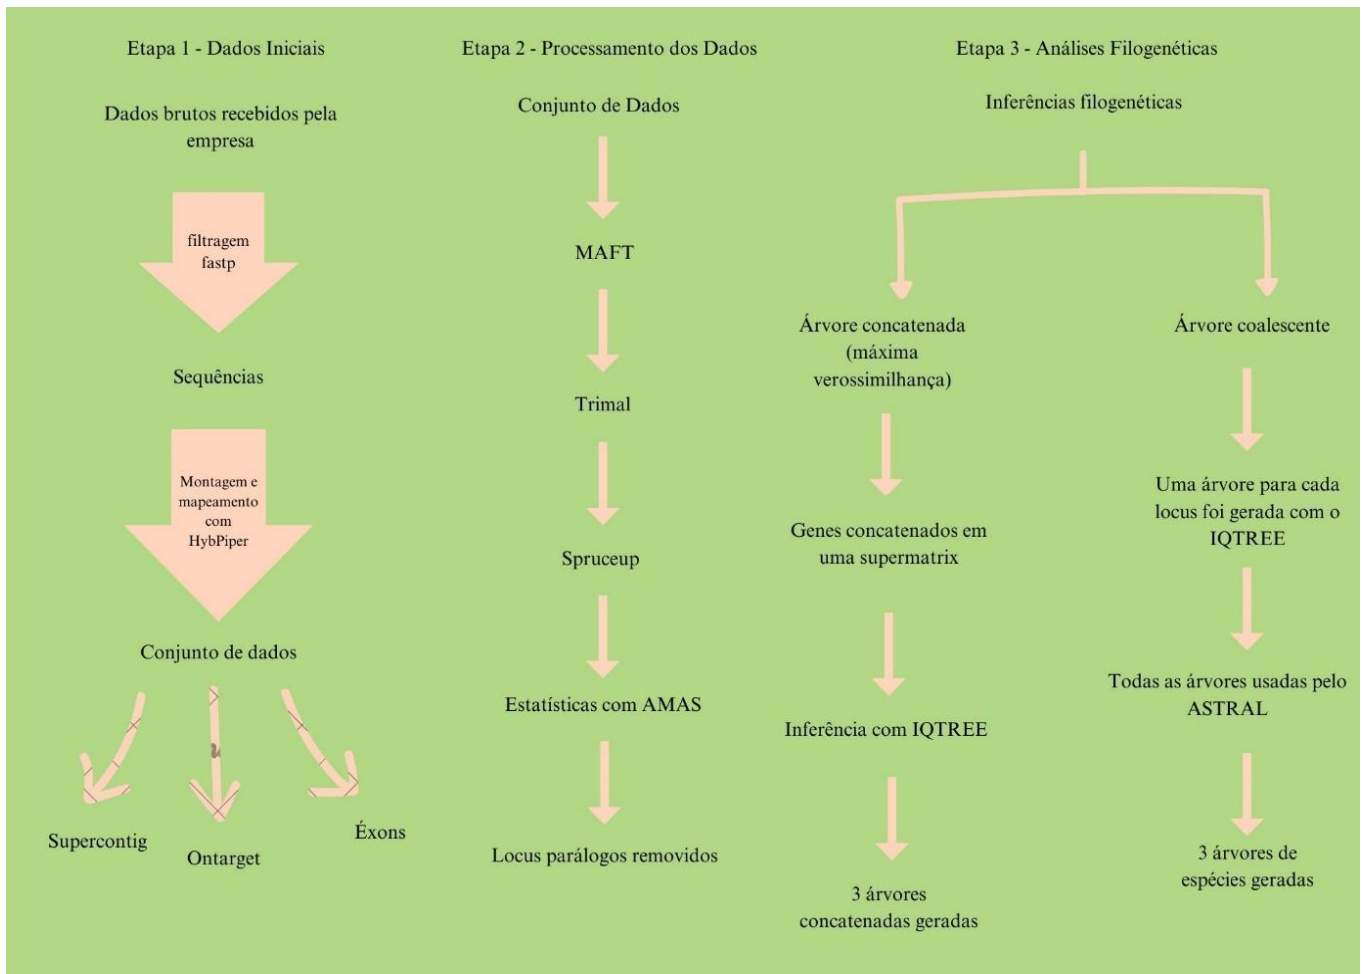 Etapa 1 - Dados Iniciais
Dados brutos recebidos pela
empresa
filtragem
fastp
Sequências
Montagem e
mapeamento
com
HybPiper
Conjunto de dados
Supercontig
Ontarget
Éxons
Etapa 2 - Processamento dos Dados
Conjunto de Dados
MAFT
Trimal
Spruceup
Estatísticas com AMAS
Locus parálogos removidos
Etapa 3 - Análises Filogenéticas
Inferências filogenéticas
Árvore concatenada
(máxima
verossimilhança)
Genes concatenados em
uma supermatrix
Inferência com IQTREE
3 árvores
concatenadas geradas
Árvore coalescente
Uma árvore para cada
locus foi gerada com o
IQTREE
Todas as árvores usadas pelo
ASTRAL
3 árvores de
espécies geradas